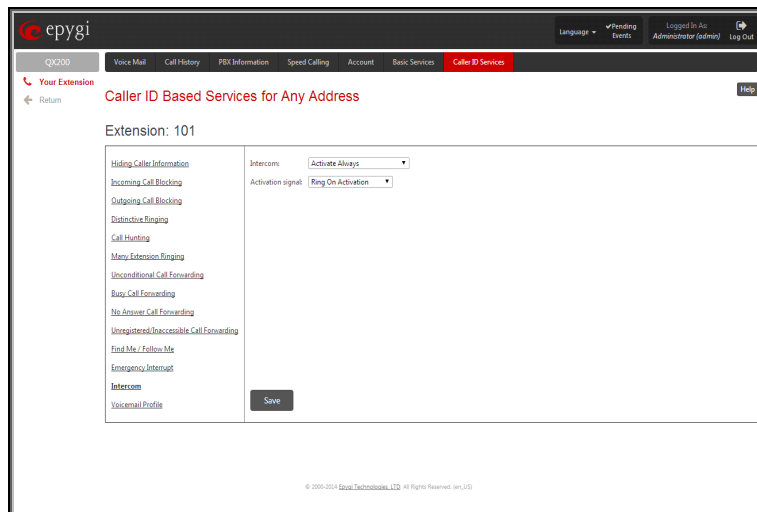 epygi
Language
Pending Events
Logged In As:
Administrator (admin)
Log Out
QX200
Voice Mail
Call History
PBX Information
Speed Calling
Account
Basic Services
Caller ID Services
Your Extension
Return
Caller ID Based Services for Any Address
Help
Extension: 101
Hiding Caller Information
Incoming Call Blocking
Outgoing Call Blocking
Distinctive Ringing
Call Hunting
Many Extension Ringing
Unconditional Call Forwarding
Busy Call Forwarding
No Answer Call Forwarding
Unregistered/Inaccessible Call Forwarding
Find Me / Follow Me
Emergency Interrupt
Intercom
Voicemail Profile
Intercom: Activate Always
Activation signal: Ring On Activation
Save
© 2000-2014 Epygi Technologies, LTD. All Rights Reserved. (en_US)